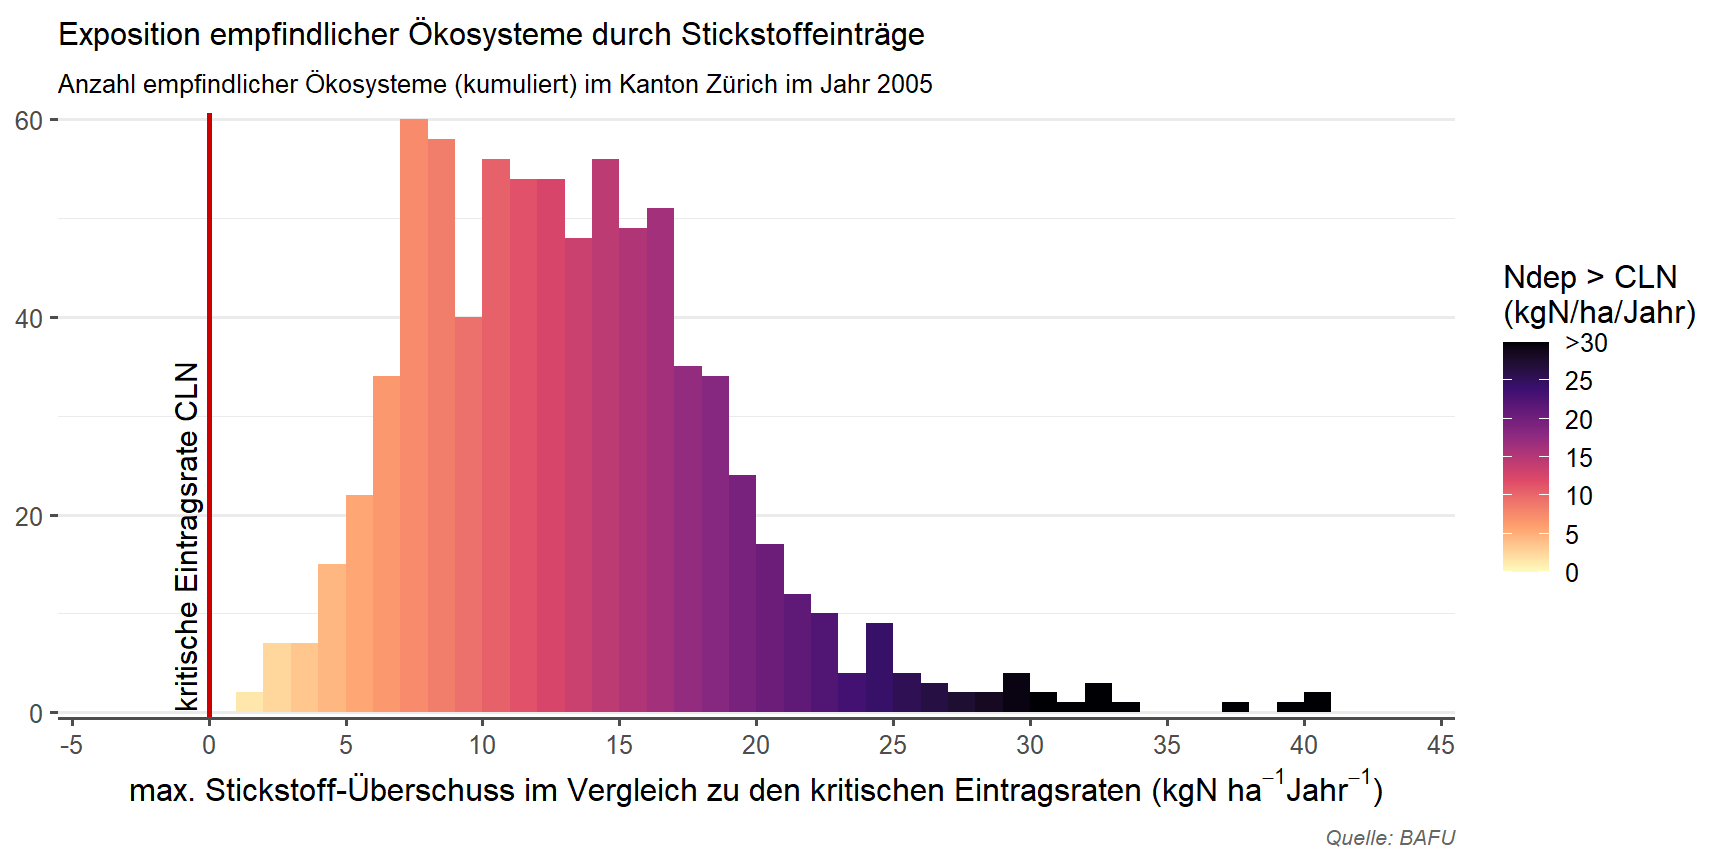 Exposition empfindlicher Ökosysteme durch Stickstoffeinträge
Anzahl empfindlicher Ökosysteme (kumuliert) im Kanton Zürich im Jahr 2005
60
40
20
0
kritische Eintragsrate CLN
-5 0 5 10 15 20 25 30 35 40 45
max. Stickstoff-Überschuss im Vergleich zu den kritischen Eintragsraten (kgN ha⁻¹Jahr⁻¹)
Ndep > CLN
(kgN/ha/Jahr)
>30
25
20
15
10
5
0
Quelle: BAFU